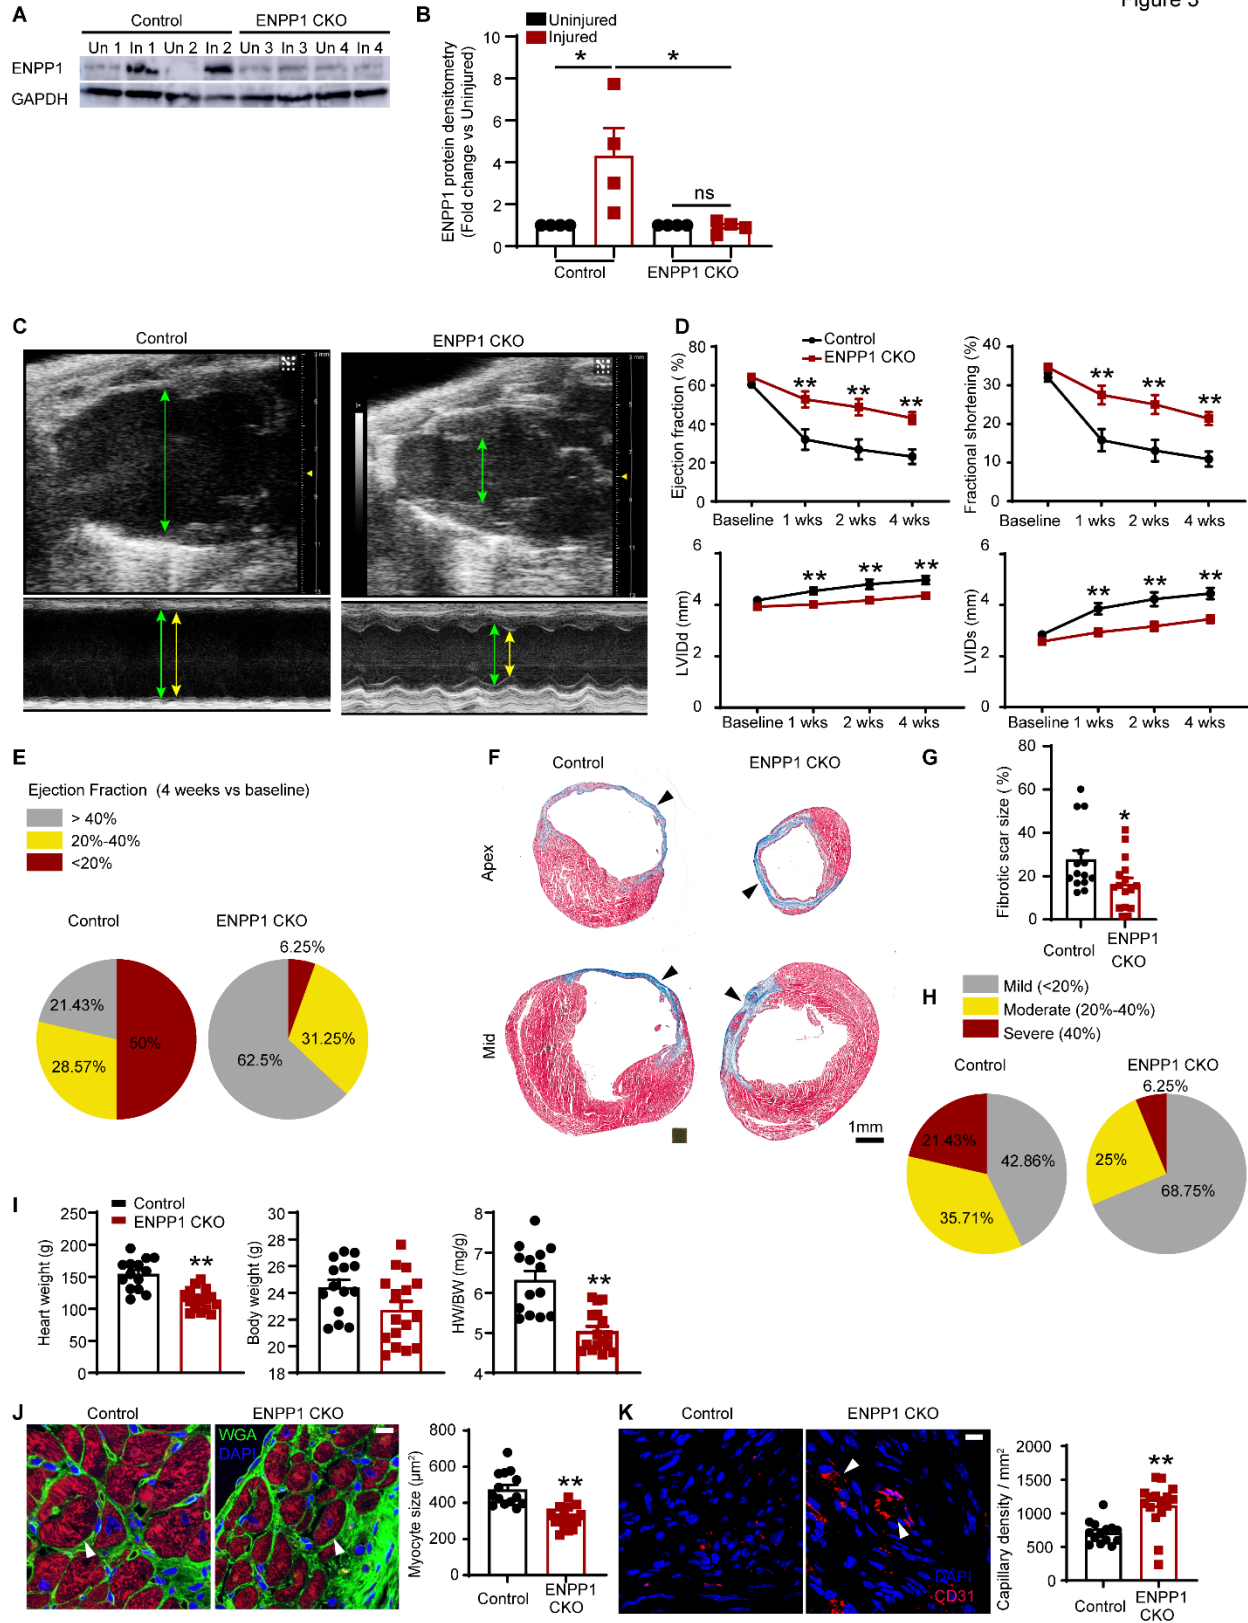 Figure 3
A
Control
ENPP1 CKO
Un 1 In 1 Un 2 In 2 Un 3 In 3 Un 4 In 4
ENPP1
GAPDH
B
Uninjured
Injured
ENPP1 protein densitometry
(Fold change vs Uninjured)
10
8
6
4
2
0
*
*
ns
Control
ENPP1 CKO
C
Control
ENPP1 CKO
D
Control
ENPP1 CKO
Ejection fraction ( %)
80
60
40
20
0
** ** **
Baseline 1 wks 2 wks 4 wks
Fractional shortening (%)
40
30
20
10
0
** ** **
Baseline 1 wks 2 wks 4 wks
LVIDd (mm)
6
4
2
0
** ** **
Baseline 1 wks 2 wks 4 wks
LVIDs (mm)
6
4
2
0
** ** **
Baseline 1 wks 2 wks 4 wks
E
Ejection Fraction (4 weeks vs baseline)
> 40%
20%-40%
<20%
Control
21.43%
50%
28.57%
ENPP1 CKO
6.25%
31.25%
62.5%
F
Control
ENPP1 CKO
Apex
Mid
1mm
G
Fibrotic scar size (%)
80
60
40
20
0
*
Control
ENPP1
CKO
H
Mild (<20%)
Moderate (20%-40%)
Severe (40%)
Control
21.43%
42.86%
35.71%
ENPP1 CKO
6.25%
25%
68.75%
I
Control
ENPP1 CKO
Heart weight (g)
250
200
150
100
50
0
**
Body weight (g)
30
28
26
24
22
20
18
HW/BW (mg/g)
8
7
6
5
4
**
J
Control
ENPP1 CKO
WGA
DAPI
Myocyte size (µm²)
800
600
400
200
0
**
Control
ENPP1
CKO
K
Control
ENPP1 CKO
DAPI
CD31
Capillary density / mm²
2000
1500
1000
500
0
**
Control
ENPP1
CKO